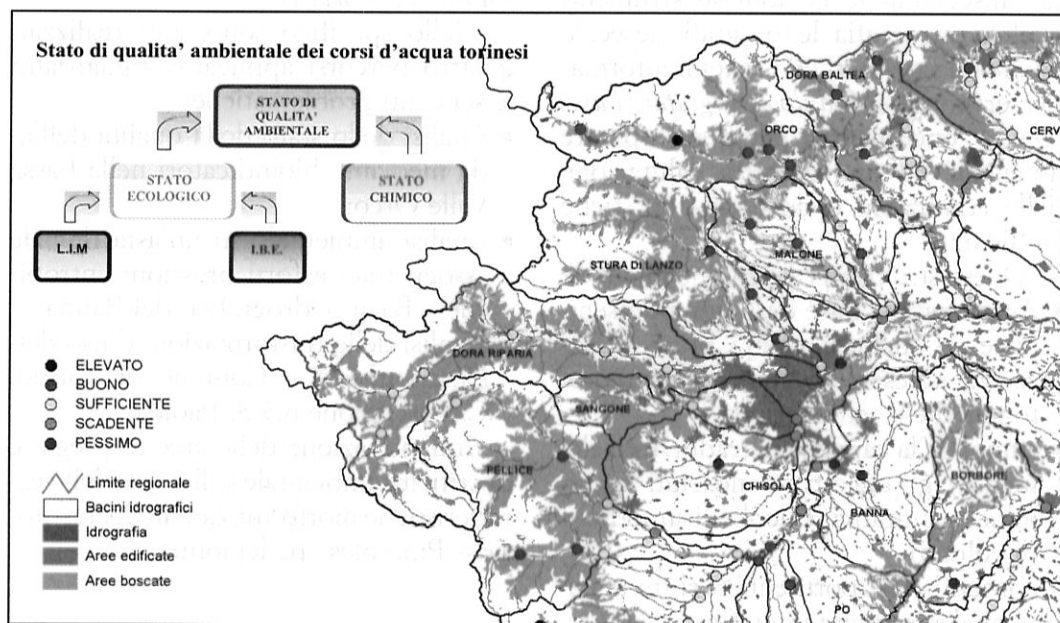 Stato di qualita' ambientale dei corsi d'acqua torinesi
STATO DI
QUALITA'
AMBIENTALE
STATO
ECOLOGICO
STATO
CHIMICO
L.I.M
I.B.E.
ELEVATO
BUONO
SUFFICIENTE
SCADENTE
PESSIMO
Limite regionale
Bacini idrografici
Idrografia
Aree edificate
Aree boscate
DORA BALTEA
ORCO
CERV
MALONE
STURA DI LANZO
DORA RIPARIA
SANGONE
PELLICE
CHISOLA
BANNA
BORBORE
PO